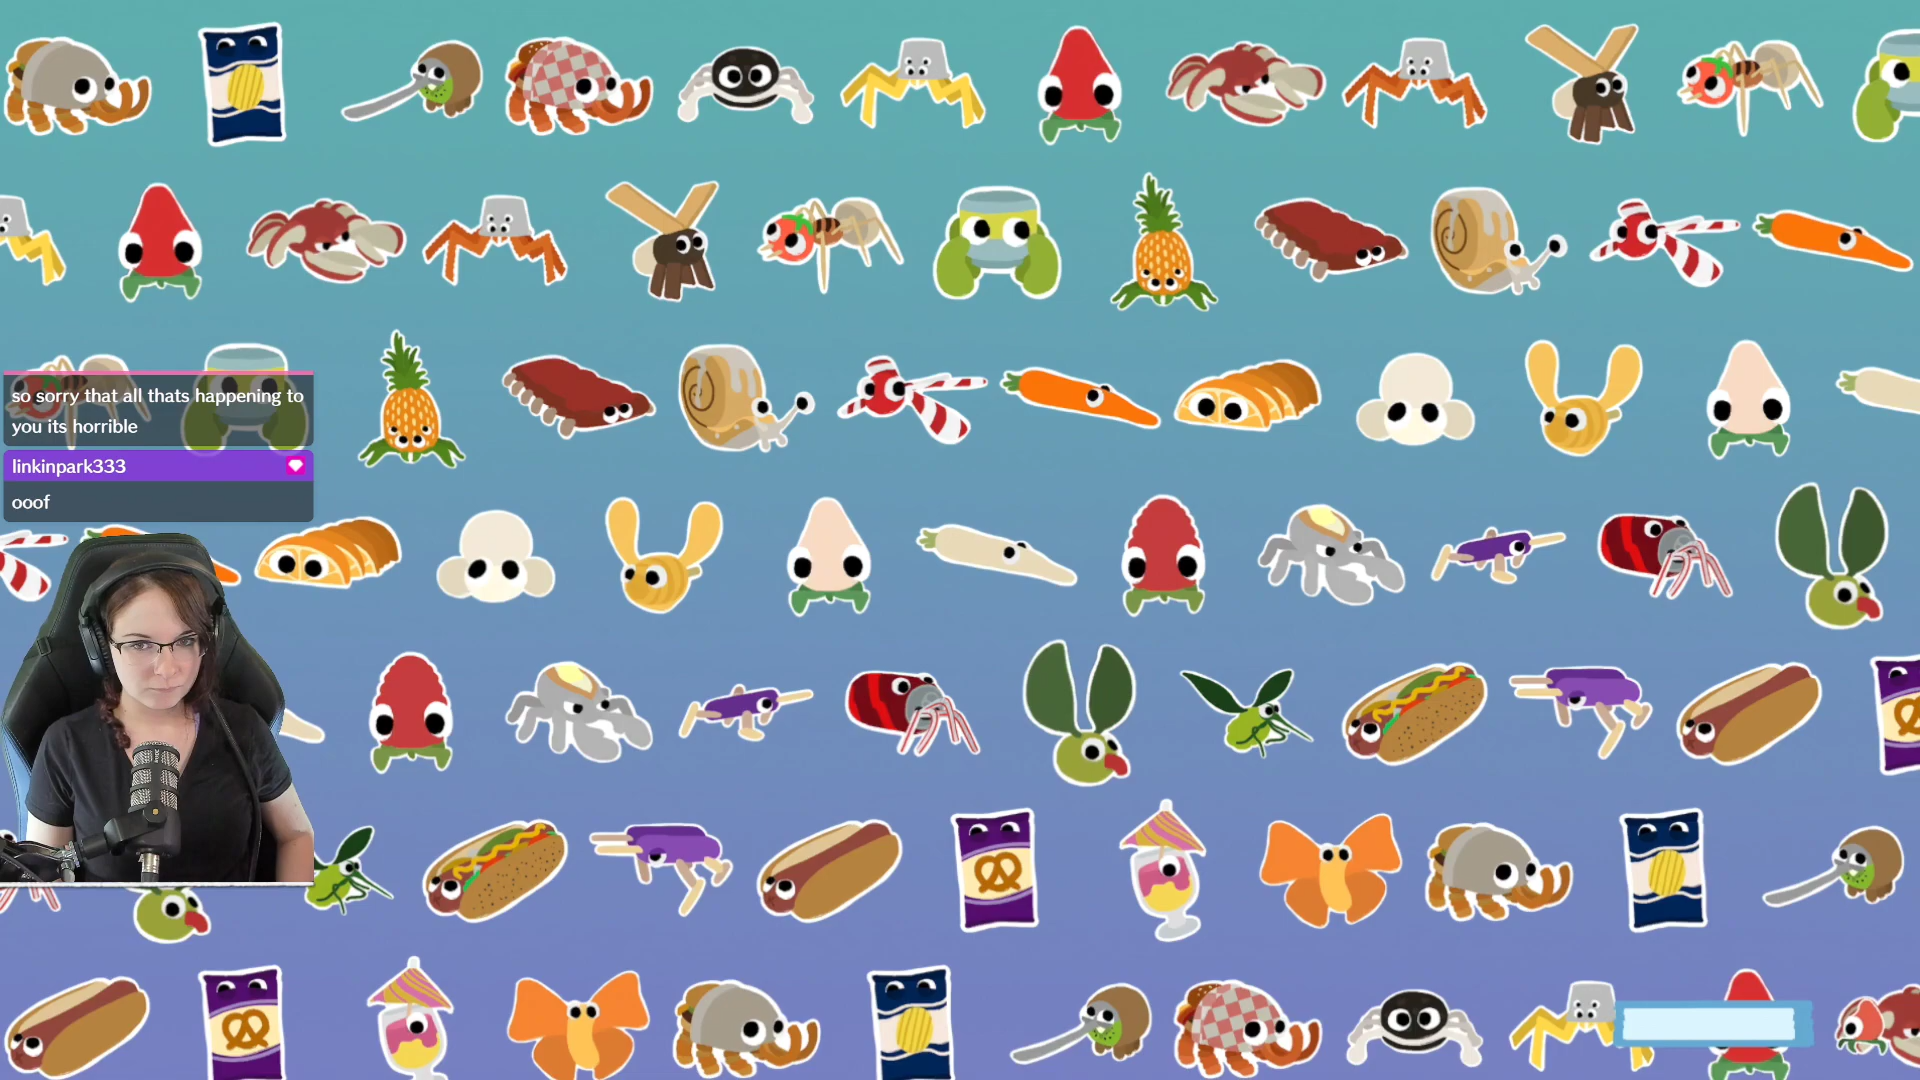 so sorry that all thats happening to
you its horrible
linkinpark333
ooof